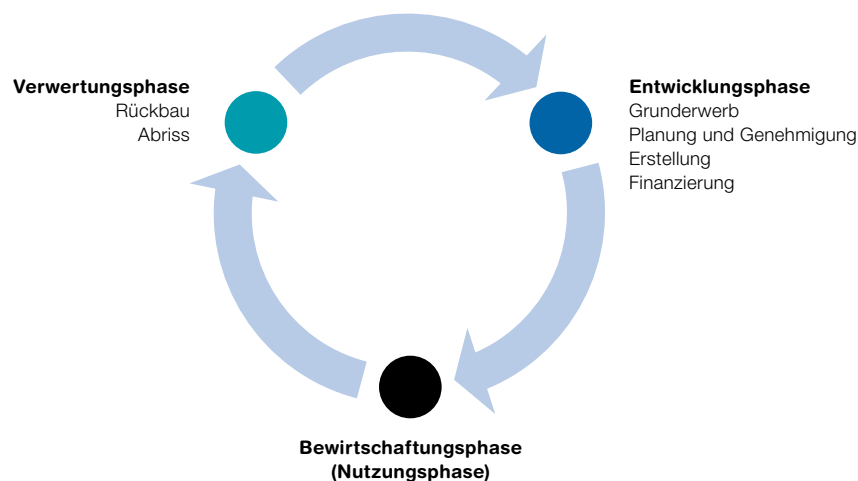 Verwertungsphase
Rückbau
Abriss
Entwicklungsphase
Grunderwerb
Planung und Genehmigung
Erstellung
Finanzierung
Bewirtschaftungsphase
(Nutzungsphase)